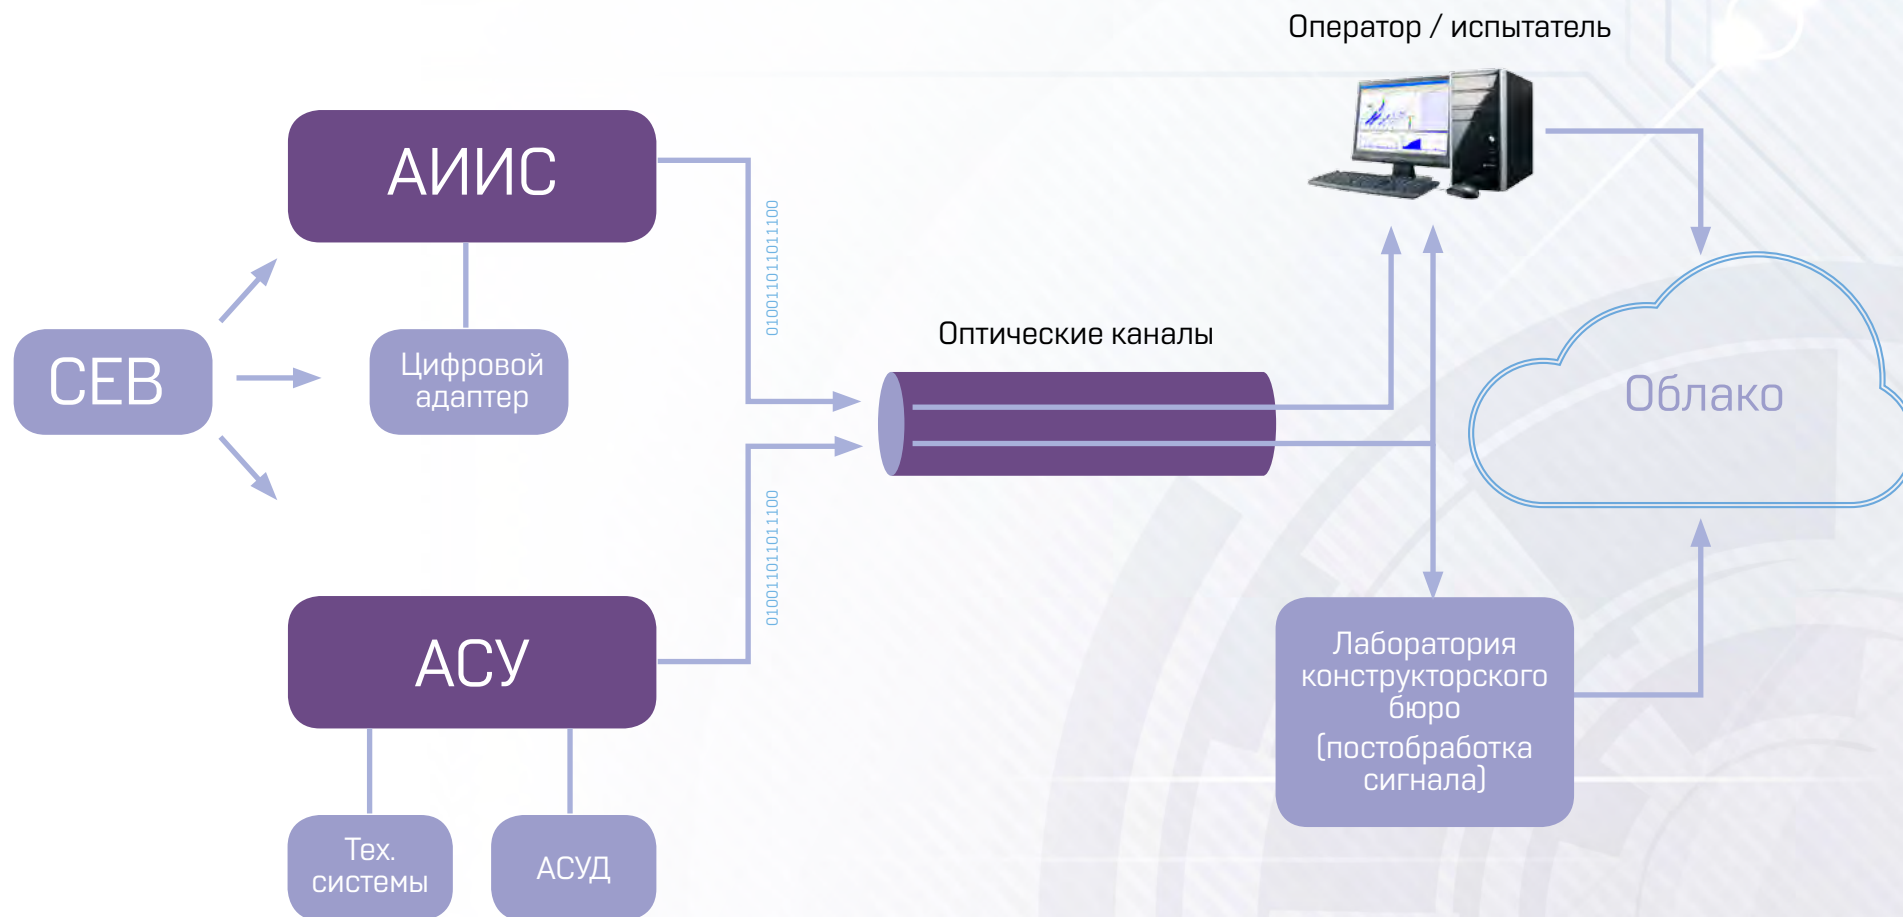 Оператор / испытатель
АИИС
0100110110111100
СЕВ
Цифровой
адаптер
Оптические каналы
Облако
0100110110111100
АСУ
Лаборатория
конструкторского
бюро
(постобработка
сигнала)
Тех.
системы
АСУД